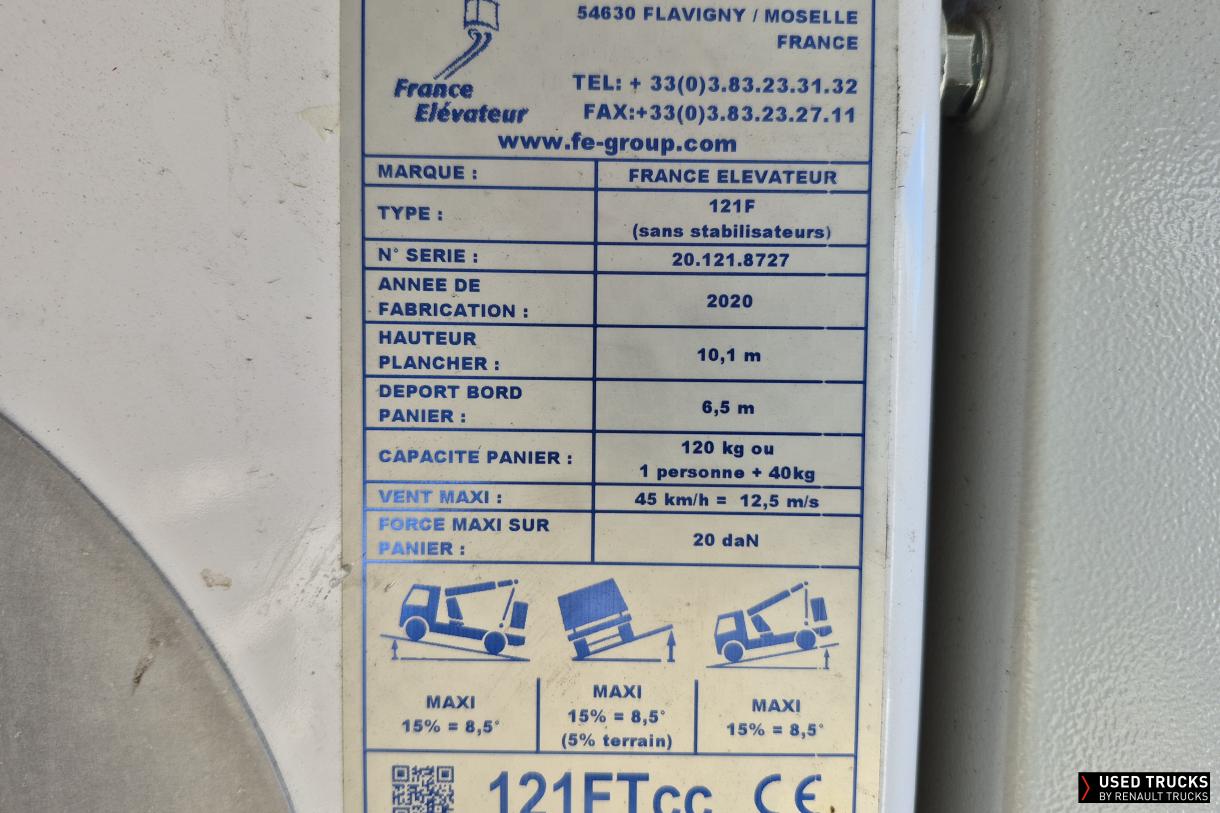 54630 FLAVIGNY / MOSELLE
FRANCE
France
Elévateur
TEL: + 33(0)3.83.23.31.32
FAX:+33(0)3.83.23.27.11
www.fe-group.com
MARQUE : FRANCE ELEVATEUR
TYPE : 121F
(sans stabilisateurs)
N° SERIE : 20.121.8727
ANNEE DE
FABRICATION : 2020
HAUTEUR
PLANCHER : 10,1 m
DEPORT BORD
PANIER : 6,5 m
CAPACITE PANIER : 120 kg ou
1 personne + 40kg
VENT MAXI : 45 km/h = 12,5 m/s
FORCE MAXI SUR
PANIER : 20 daN
MAXI
15% = 8,5°
MAXI
15% = 8,5°
(5% terrain)
MAXI
15% = 8,5°
121FTcc CE
USED TRUCKS
BY RENAULT TRUCKS